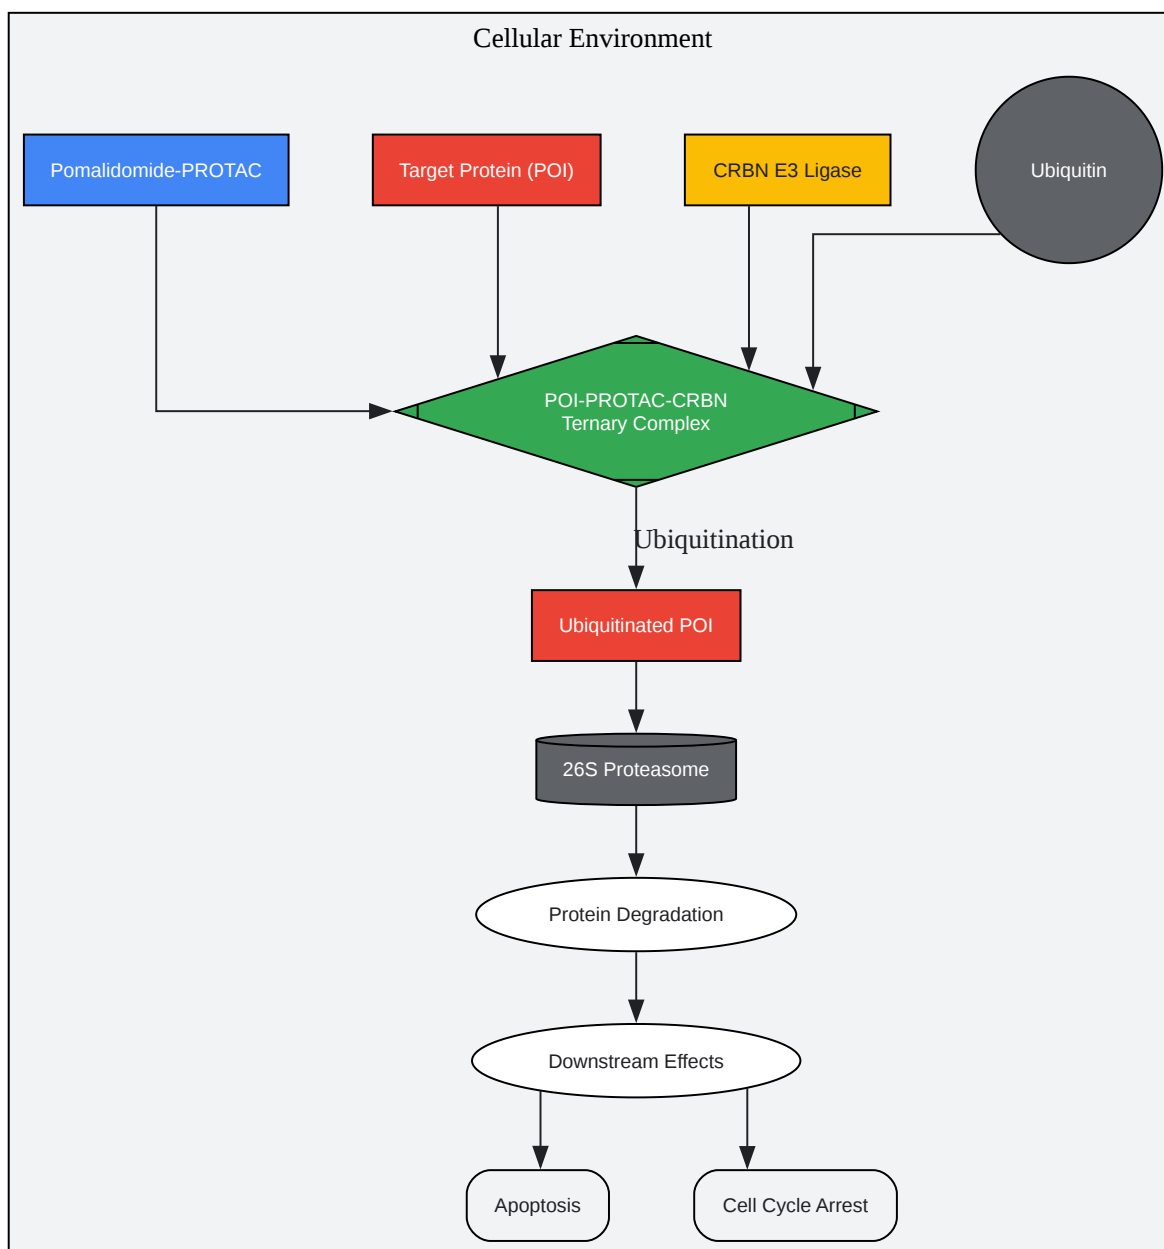 Cellular Environment
Pomalidomide-PROTAC
Target Protein (POI)
CRBN E3 Ligase
Ubiquitin
POI-PROTAC-CRBN
Ternary Complex
Ubiquitination
Ubiquitinated POI
26S Proteasome
Protein Degradation
Downstream Effects
Apoptosis
Cell Cycle Arrest